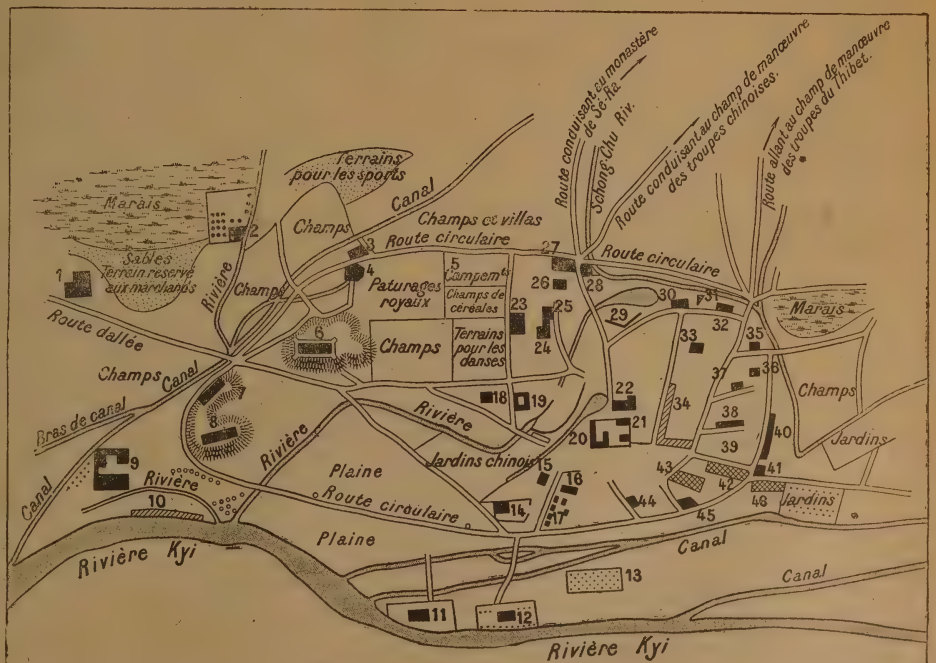 Route conduisant au monastère
de Sé-Ra
Schong-Chu Riv.
Route conduisant au champ de manœuvre
des troupes chinoises.
Route allant au champ de manœuvre
des troupes du Thibet.
Terrains
pour les sports
Marais
2
Champs
Canal
Champs et villas
Route circulaire
3
27
Route circulaire
Sables
Terrain reservé
aux marchands
1
Rivière
Champs
4
Paturages
royaux
5
Campemts
Champs de
céréales
26
28
23
25
24
29
30
31
32
Marais
Route dallée
6
Champs
Terrains
pour les
danses
33
35
36
37
Champs
Champs
Canal
Bras de canal
8
18
19
22
34
38
39
40
Rivière
Rivière
20
21
Jardins chinois
Jardins
9
Canal
Rivière
10
Plaine
Route circulaire
15
16
14
17
43
42
41
44
45
46
Jardins
Plaine
Canal
Rivière Kyi
13
Canal
11
12
Rivière Kyi